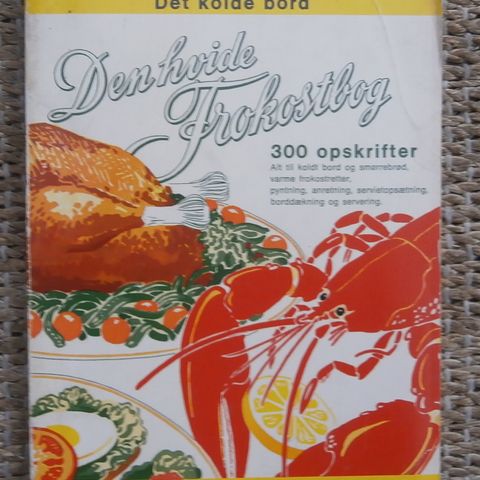 Det kolde bord
Den hvide
Frokostbog
300 opskrifter
Alt til koldt bord og smørrebrød,
varme frokostretter,
pyntning, anretning, servietopsætning,
borddækning og servering.